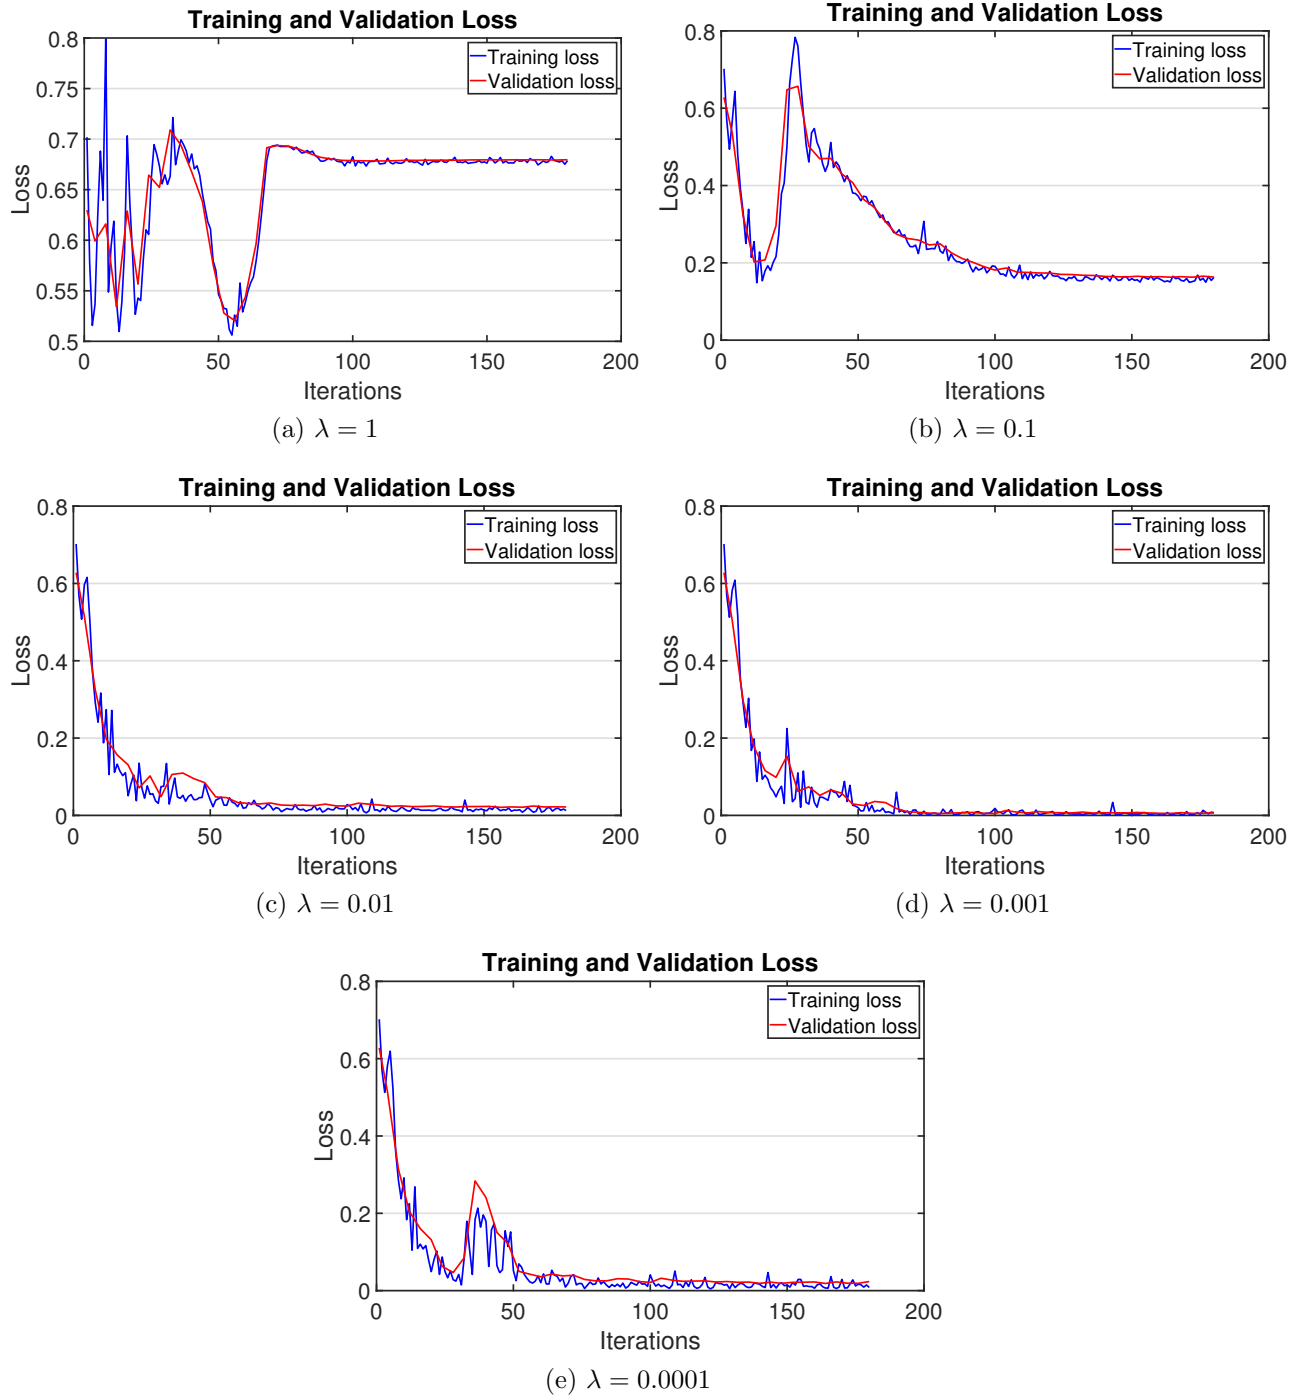 Training and Validation Loss
Training loss
Validation loss
0.8
0.75
0.7
0.65
0.6
0.55
0.5
Loss
0 50 100 150 200
Iterations
(a) λ = 1
Training and Validation Loss
Training loss
Validation loss
0.8
0.6
0.4
0.2
0
Loss
0 50 100 150 200
Iterations
(b) λ = 0.1
Training and Validation Loss
Training loss
Validation loss
0.8
0.6
0.4
0.2
0
Loss
0 50 100 150 200
Iterations
(c) λ = 0.01
Training and Validation Loss
Training loss
Validation loss
0.8
0.6
0.4
0.2
0
Loss
0 50 100 150 200
Iterations
(d) λ = 0.001
Training and Validation Loss
Training loss
Validation loss
0.8
0.6
0.4
0.2
0
Loss
0 50 100 150 200
Iterations
(e) λ = 0.0001